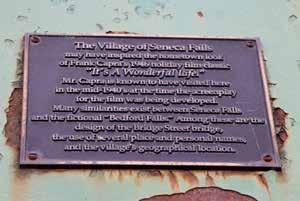 The Village of Seneca Falls
may have inspired the hometown look
of Frank Capra's 1946 holiday film classic
"It's A Wonderful Life."
Mr. Capra is known to have visited here
in the mid-1940's at the time the screenplay
for the film was being developed.
Many similarities exist between Seneca Falls
and the fictional "Bedford Falls." Among these are the
design of the Bridge Street bridge,
the use of several place and personal names,
and the village's geographical location.